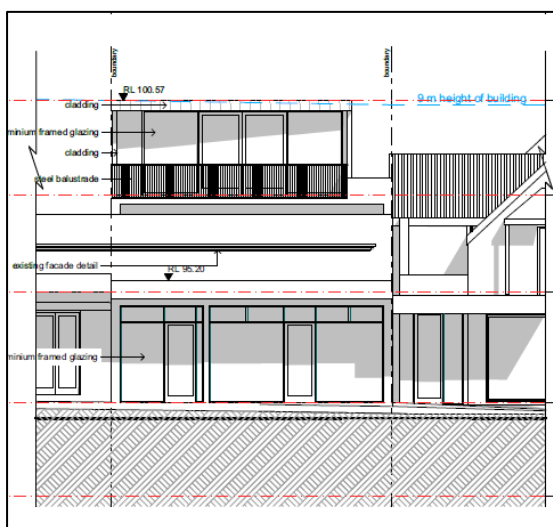 boundary
boundary
RL 100.57
cladding
9 m height of building
minium framed glazing
cladding
steel balustrade
existing facade detail
RL 95.20
minium framed glazing